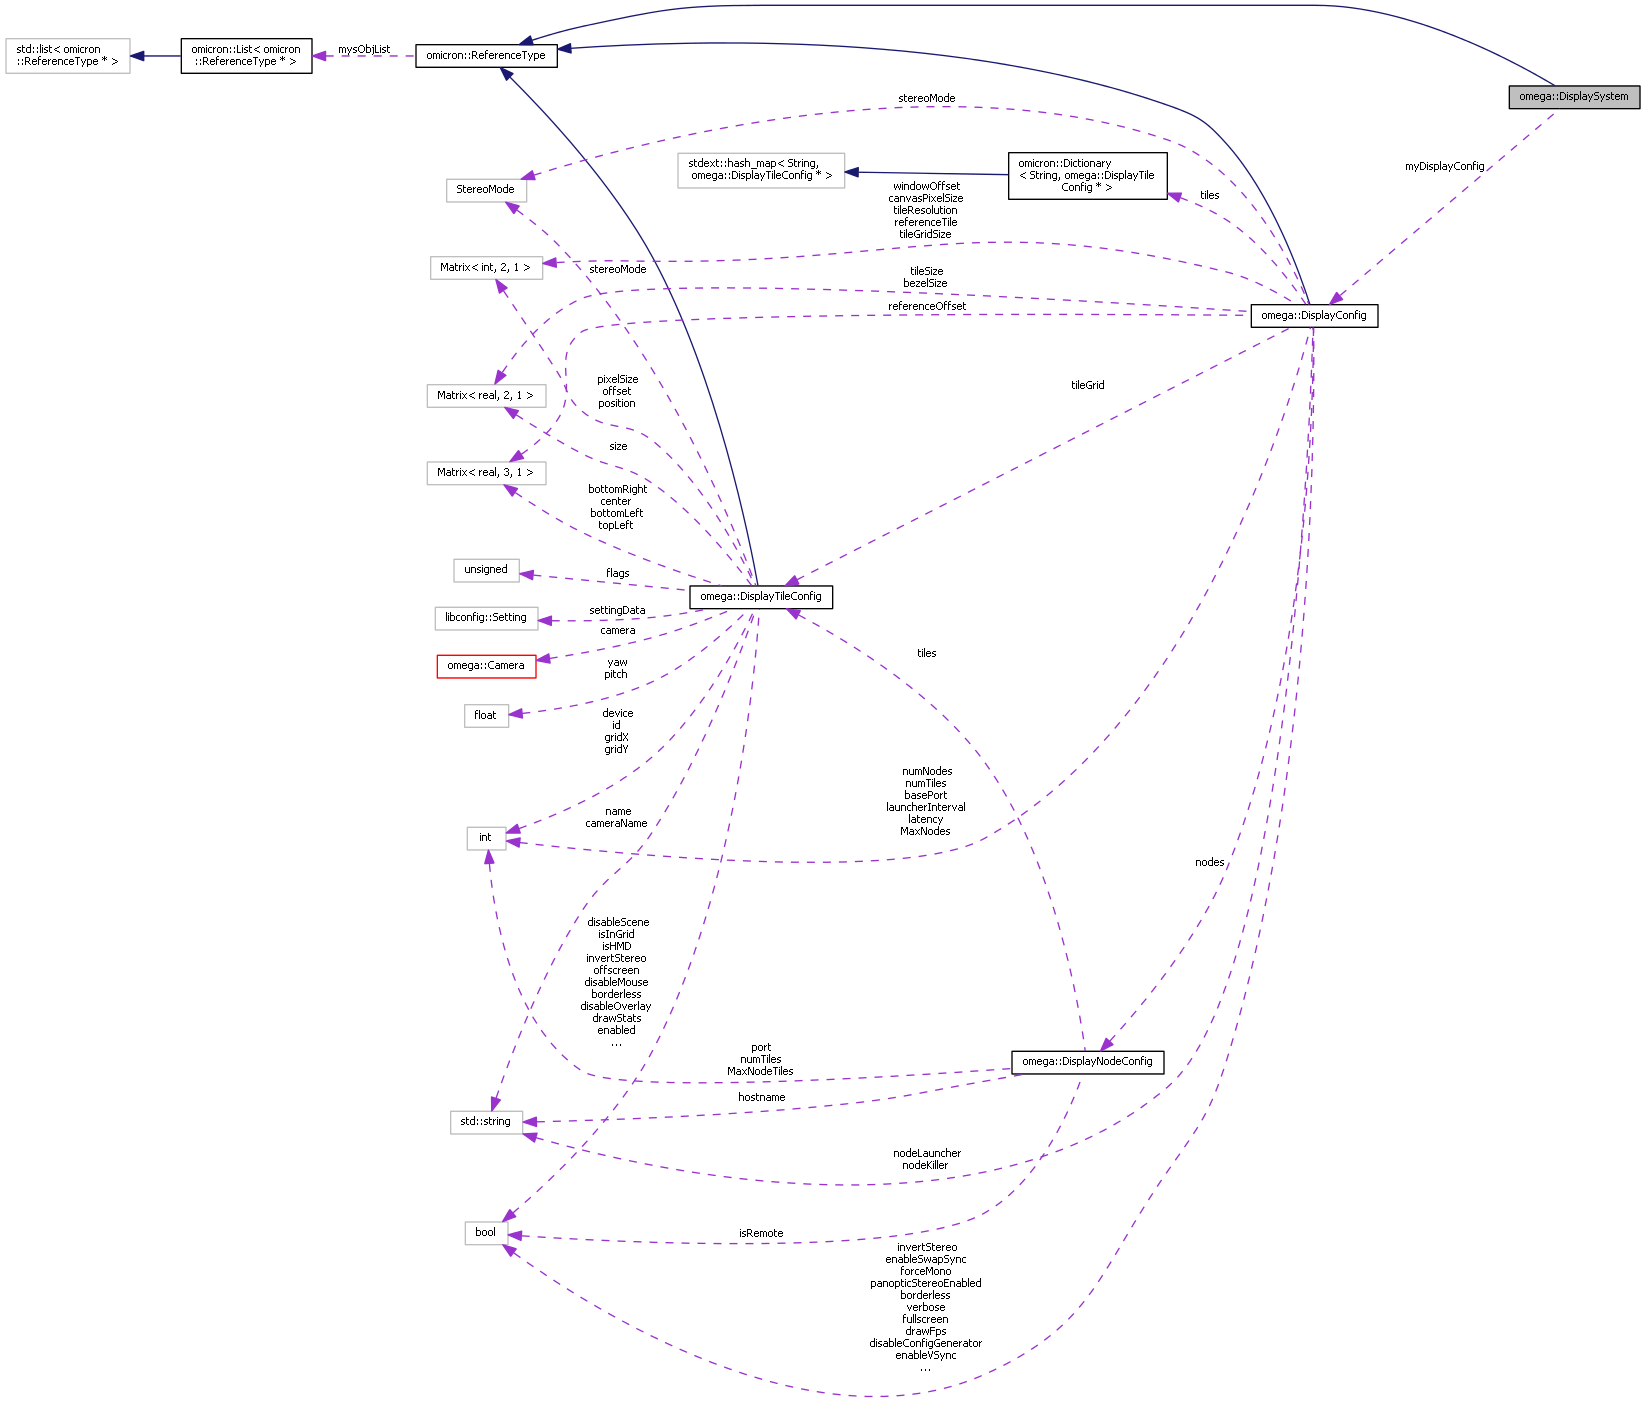 std::list< omicron
::ReferenceType * >
omicron::List< omicron
::ReferenceType * >
mysObjList
omicron::ReferenceType
omega::DisplaySystem
stereoMode
myDisplayConfig
stdext::hash_map< String,
omega::DisplayTileConfig * >
omicron::Dictionary
< String, omega::DisplayTile
Config * >
StereoMode
windowOffset
canvasPixelSize
tileResolution
referenceTile
tileGridSize
tiles
Matrix< int, 2, 1 >
stereoMode
tileSize
bezelSize
referenceOffset
omega::DisplayConfig
Matrix< real, 2, 1 >
pixelSize
offset
position
tileGrid
size
Matrix< real, 3, 1 >
bottomRight
center
bottomLeft
topLeft
unsigned
flags
omega::DisplayTileConfig
libconfig::Setting
settingData
camera
omega::Camera
yaw
pitch
tiles
float
device
id
gridX
gridY
numNodes
numTiles
basePort
launcherInterval
latency
MaxNodes
int
name
cameraName
nodes
disableScene
isInGrid
isHMD
invertStereo
offscreen
disableMouse
borderless
disableOverlay
drawStats
enabled
...
port
numTiles
MaxNodeTiles
omega::DisplayNodeConfig
hostname
std::string
nodeLauncher
nodeKiller
bool
isRemote
invertStereo
enableSwapSync
forceMono
panopticStereoEnabled
borderless
verbose
fullscreen
drawFps
disableConfigGenerator
enableVSync
...